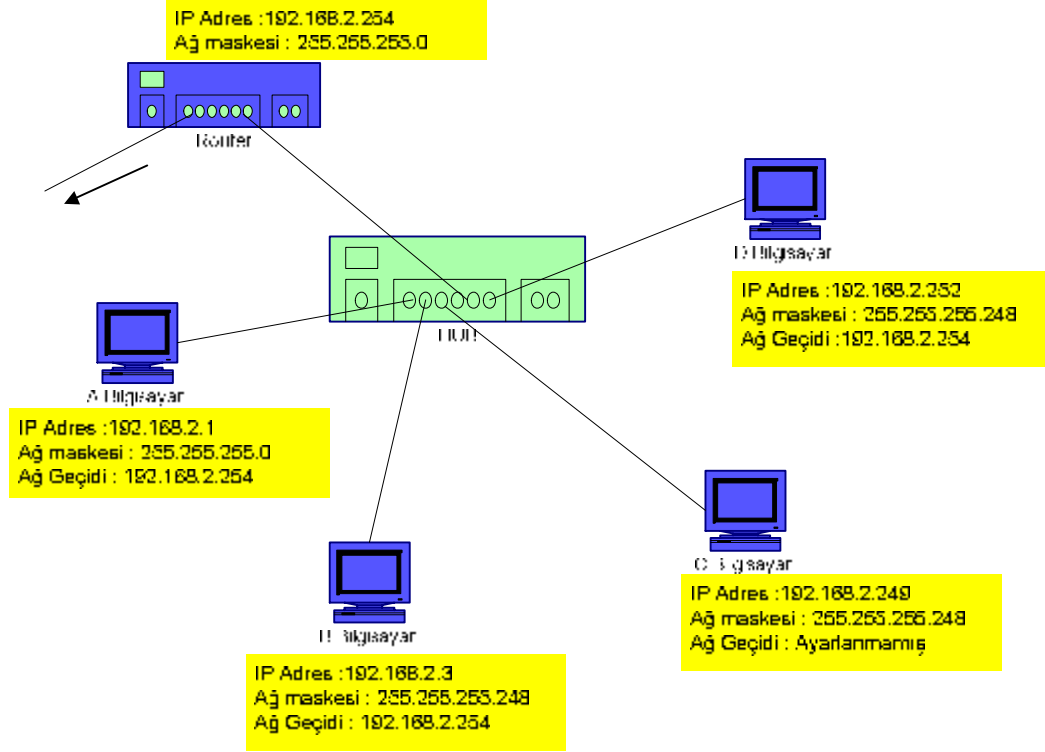 IP Adres :192.168.2.254
Ağ maskesi : 255.255.255.0
Router
D Bilgisayar
IP Adres :192.168.2.252
Ağ maskesi : 255.255.255.248
Ağ Geçidi :192.168.2.254
HUB
A Bilgisayar
IP Adres :192.168.2.1
Ağ maskesi : 255.255.255.0
Ağ Geçidi : 192.168.2.254
C Bilgisayar
IP Adres :192.168.2.249
Ağ maskesi : 255.255.255.248
Ağ Geçidi : Ayarlanmamış
B Bilgisayar
IP Adres :192.168.2.3
Ağ maskesi : 255.255.255.248
Ağ Geçidi : 192.168.2.254